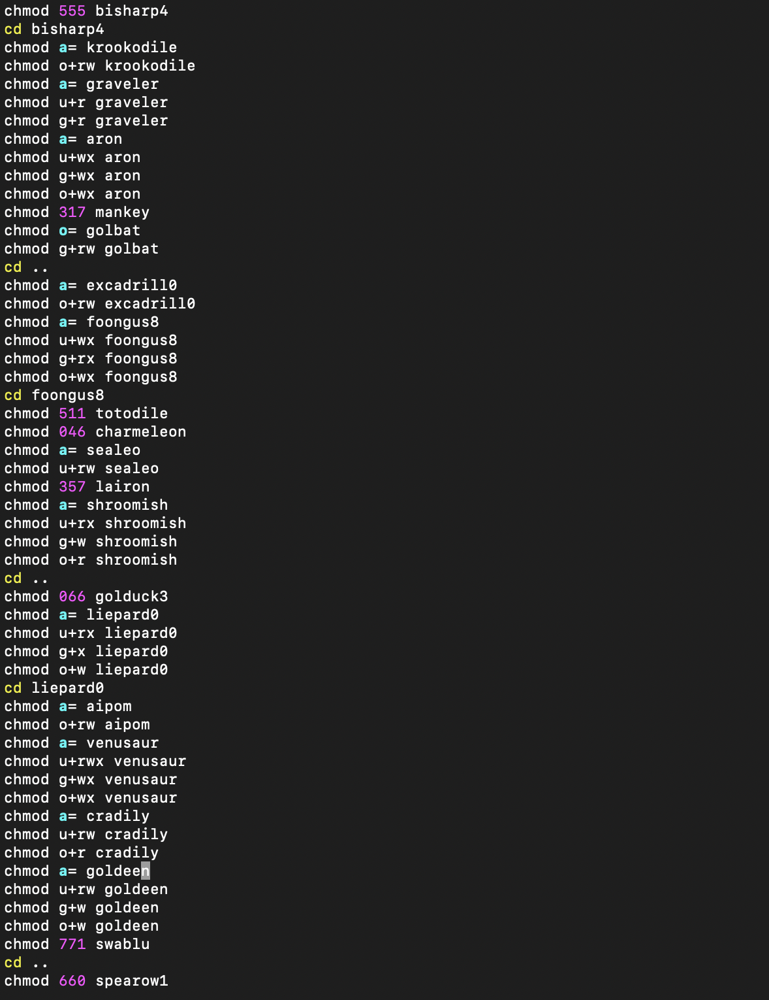 chmod 555 bisharp4
cd bisharp4
chmod a= krookodile
chmod o+rw krookodile
chmod a= graveler
chmod u+r graveler
chmod g+r graveler
chmod a= aron
chmod u+wx aron
chmod g+wx aron
chmod o+wx aron
chmod 317 mankey
chmod o= golbat
chmod g+rw golbat
cd ..
chmod a= excadrill0
chmod o+rw excadrill0
chmod a= foongus8
chmod u+wx foongus8
chmod g+rx foongus8
chmod o+wx foongus8
cd foongus8
chmod 511 totodile
chmod 046 charmeleon
chmod a= sealeo
chmod u+rw sealeo
chmod 357 lairon
chmod a= shroomish
chmod u+rx shroomish
chmod g+w shroomish
chmod o+r shroomish
cd ..
chmod 066 golduck3
chmod a= liepard0
chmod u+rx liepard0
chmod g+x liepard0
chmod o+w liepard0
cd liepard0
chmod a= aipom
chmod o+rw aipom
chmod a= venusaur
chmod u+rwx venusaur
chmod g+wx venusaur
chmod o+wx venusaur
chmod a= cradily
chmod u+rw cradily
chmod o+r cradily
chmod a= goldeen
chmod u+rw goldeen
chmod g+w goldeen
chmod o+w goldeen
chmod 771 swablu
cd ..
chmod 660 spearow1